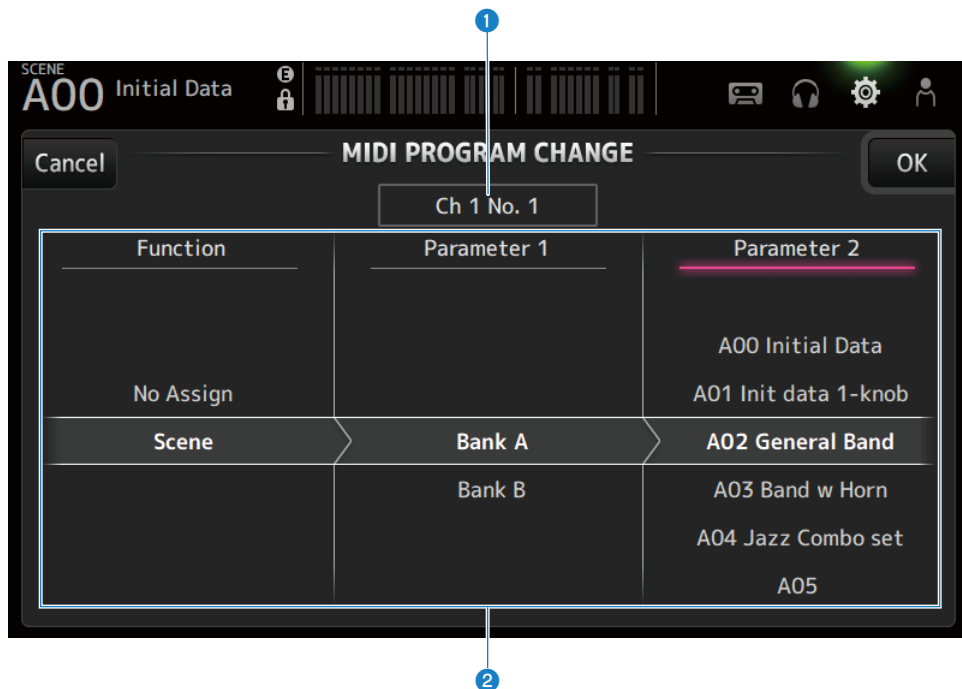 1
SCENE
A00 Initial Data
E
Cancel
MIDI PROGRAM CHANGE
OK
Ch 1 No. 1
Function
Parameter 1
Parameter 2
A00 Initial Data
No Assign
A01 Init data 1-knob
Scene
Bank A
A02 General Band
Bank B
A03 Band w Horn
A04 Jazz Combo set
A05
2